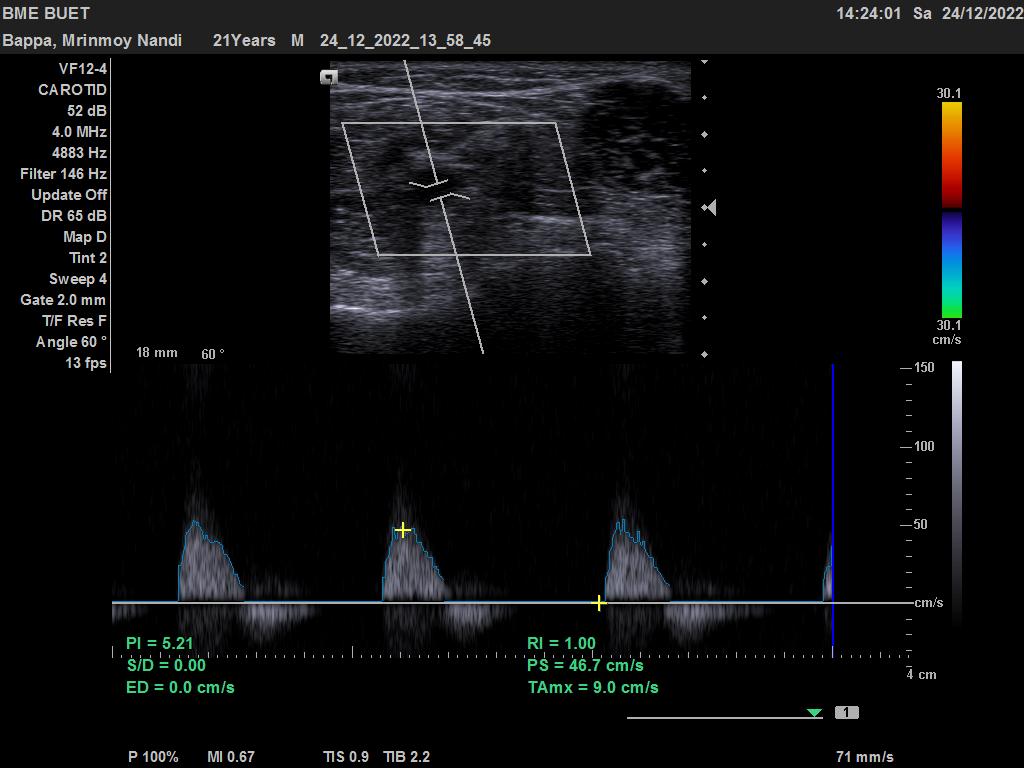 BME BUET
14:24:01 Sa 24/12/2022
Bappa, Mrinmoy Nandi 21Years M 24_12_2022_13_58_45
VF12-4
CAROTID
52 dB
4.0 MHz
4883 Hz
Filter 146 Hz
Update Off
DR 65 dB
Map D
Tint 2
Sweep 4
Gate 2.0 mm
T/F Res F
Angle 60 °
13 fps
18 mm 60 °
30.1
30.1
cm/s
150
100
50
cm/s
4 cm
PI = 5.21
S/D = 0.00
ED = 0.0 cm/s
RI = 1.00
PS = 46.7 cm/s
TAmx = 9.0 cm/s
1
P 100% MI 0.67 TIS 0.9 TIB 2.2 71 mm/s